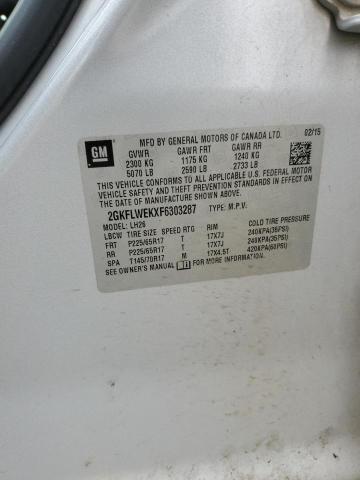 MFD BY GENERAL MOTORS OF CANADA LTD. 02/15
GM
GVWR GAWR FRT GAWR RR
2300 KG 1175 KG 1240 KG
5070 LB 2590 LB 2733 LB
THIS VEHICLE CONFORMS TO ALL APPLICABLE U.S. FEDERAL MOTOR
VEHICLE SAFETY AND THEFT PREVENTION STANDARDS IN EFFECT ON
THE DATE OF MANUFACTURE SHOWN ABOVE.
2GKFLWEKXF6303287 TYPE: M.P.V.
MODEL: LH26
LBCW TIRE SIZE SPEED RTG RIM COLD TIRE PRESSURE
FRT P225/65R17 T 17X7J 240KPA(35PSI)
RR P225/65R17 T 17X7J 240KPA(35PSI)
SPA T145/70R17 M 17X4.5T 420KPA(60PSI)
SEE OWNER'S MANUAL FOR MORE INFORMATION